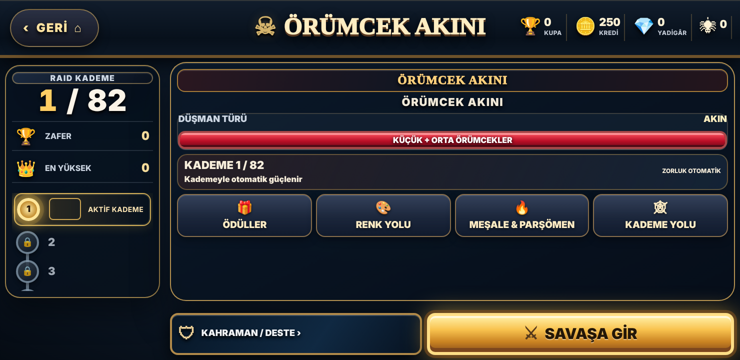 ‹ GERİ
ÖRÜMCEK AKINI
0
KUPA
250
KREDİ
0
YADİGÂR
0
RAID KADEME
1 / 82
ZAFER 0
EN YÜKSEK 0
1 AKTİF KADEME
2
3
ÖRÜMCEK AKINI
ÖRÜMCEK AKINI
DÜŞMAN TÜRÜ AKIN
KÜÇÜK + ORTA ÖRÜMCEKLER
KADEME 1 / 82
Kademeyle otomatik güçlenir
ZORLUK OTOMATİK
ÖDÜLLER
RENK YOLU
MEŞALE & PARŞÖMEN
KADEME YOLU
KAHRAMAN / DESTE ›
SAVAŞA GİR